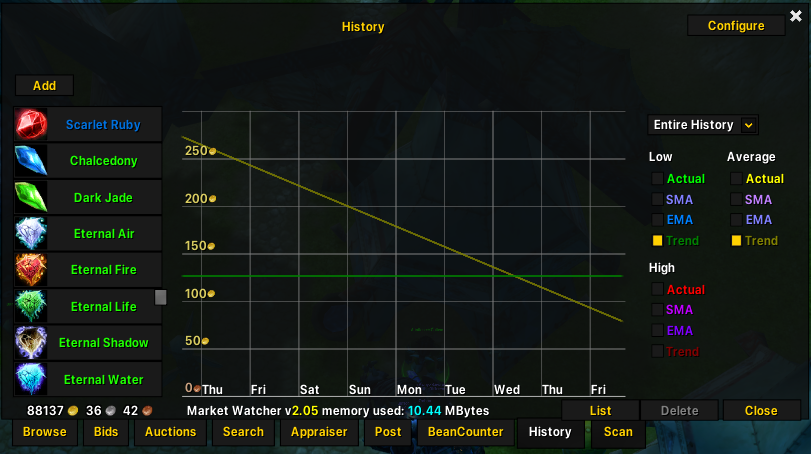 History
Configure
Add
Scarlet Ruby
Chalcedony
Dark Jade
Eternal Air
Eternal Fire
Eternal Life
Eternal Shadow
Eternal Water
250
200
150
100
50
0
Thu Fri Sat Sun Mon Tue Wed Thu Fri
Entire History
Low Average
Actual Actual
SMA SMA
EMA EMA
Trend Trend
High
Actual
SMA
EMA
Trend
88137 36 42
Market Watcher v2.05 memory used: 10.44 MBytes
List Delete Close
Browse Bids Auctions Search Appraiser Post BeanCounter History Scan